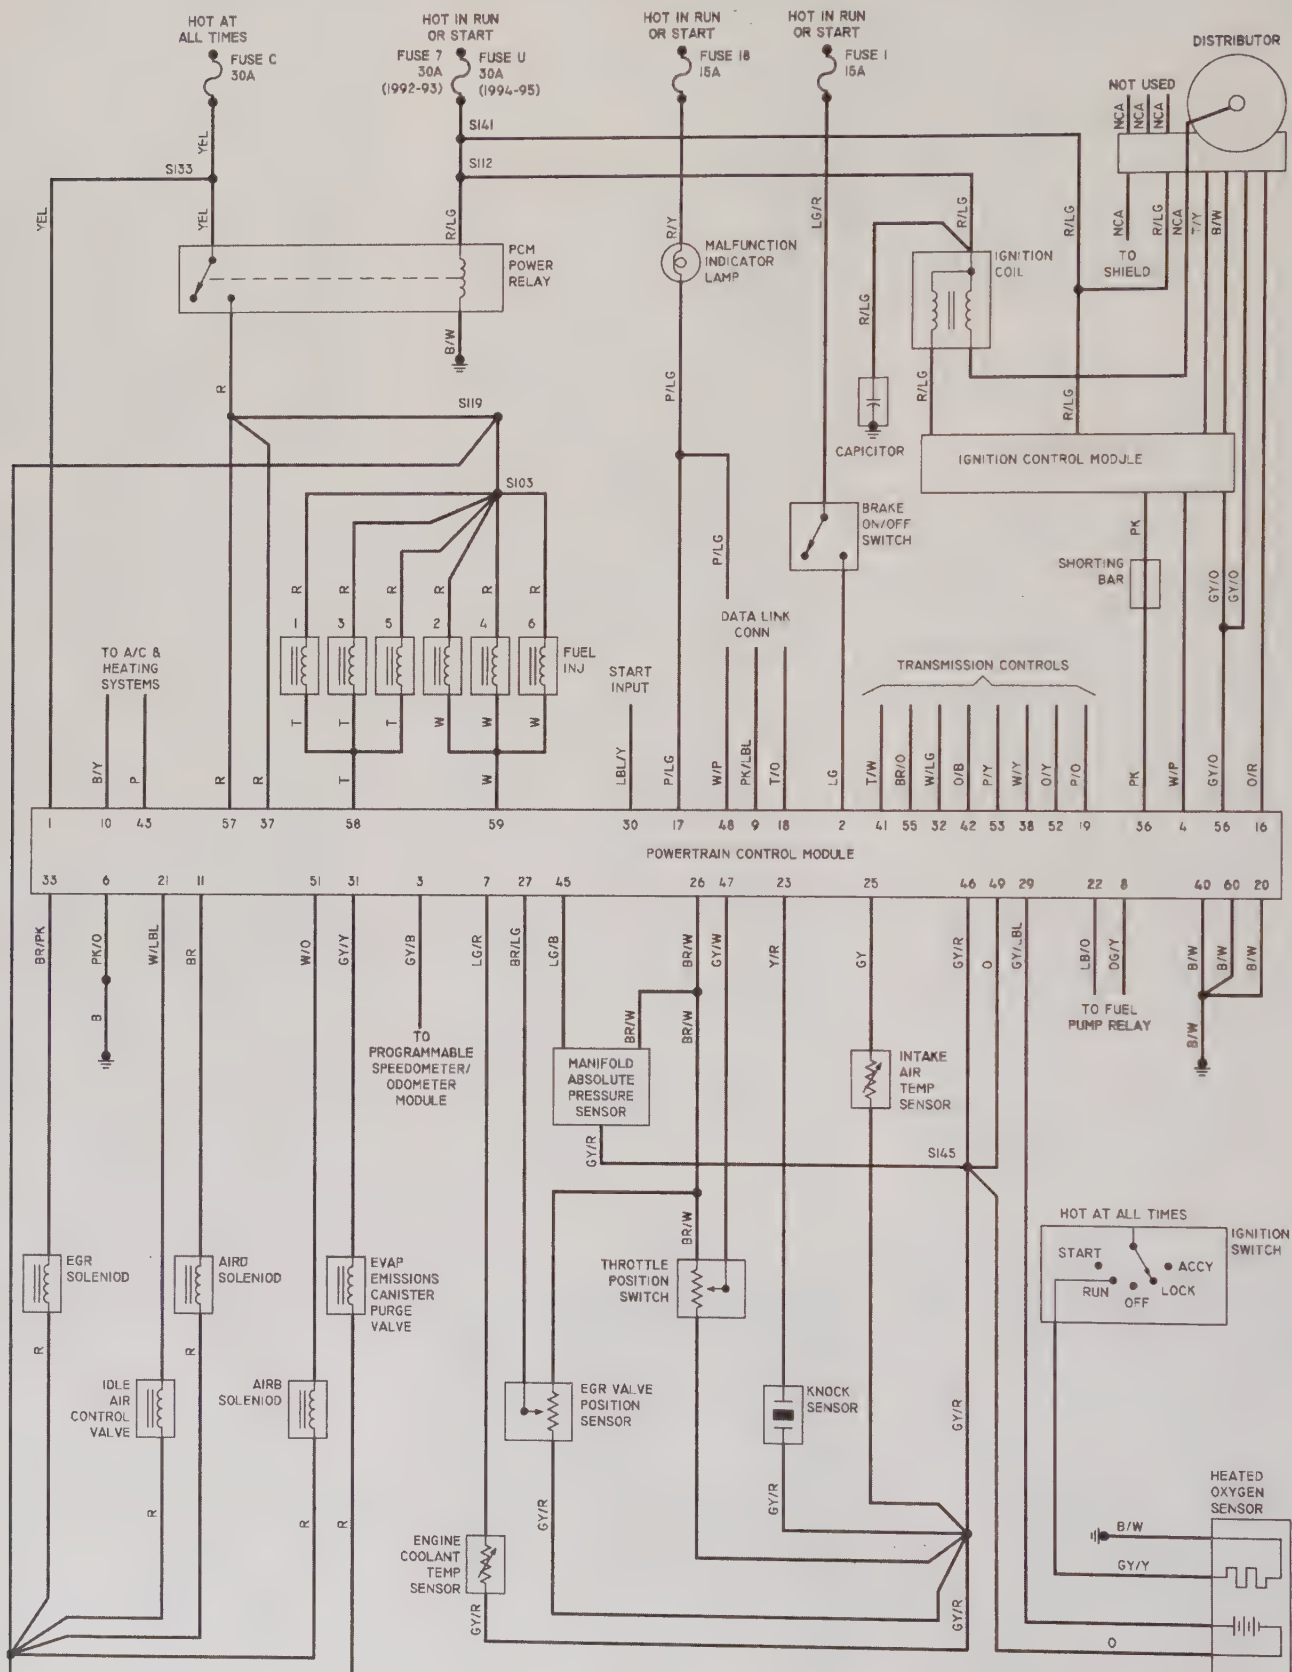 HOT AT
ALL TIMES
FUSE C
30A
HOT IN RUN
OR START
FUSE 7
30A
(1992-93)
FUSE U
30A
(1994-95)
HOT IN RUN
OR START
FUSE 18
15A
HOT IN RUN
OR START
FUSE 1
15A
DISTRIBUTOR
NOT USED
NCA
NCA
NCA
S141
S112
S133
YEL
YEL
YEL
R/LG
R/Y
LG/R
R/LG
R/LG
NCA
R/LG
NCA
T/Y
B/W
TO
SHIELD
PCM
POWER
RELAY
MALFUNCTION
INDICATOR
LAMP
IGNITION
COIL
R/LG
B/W
R
P/LG
R/LG
R/LG
CAPICITOR
S119
IGNITION CONTROL MODULE
S103
BRAKE
ON/OFF
SWITCH
PK
SHORTING
BAR
GY/O
GY/O
P/LG
R
R
R
R
R
R
R
1
3
5
2
4
6
FUEL
INJ
DATA LINK
CONN
TO A/C &
HEATING
SYSTEMS
START
INPUT
TRANSMISSION CONTROLS
T
T
T
W
W
W
B/Y
P
R
R
T
W
LBL/Y
P/LG
W/P
PK/LBL
T/O
LG
T/W
BR/O
W/LG
O/B
P/Y
W/Y
O/Y
P/O
PK
W/P
GY/O
O/R
1 10 43 57 37 58 59 30 17 48 9 18 2 41 55 32 42 53 38 52 19 36 4 56 16
POWERTRAIN CONTROL MODULE
33 6 21 11 51 31 3 7 27 45 26 47 23 25 46 49 29 22 8 40 60 20
BR/PK
PK/O
W/LBL
BR
W/O
GY/Y
GY/B
LG/R
BR/LG
LG/B
BR/W
GY/W
Y/R
GY
GY/R
O
GY/LBL
LB/O
DG/Y
B/W
B/W
B/W
B
BR/W
BR/W
TO FUEL
PUMP RELAY
B/W
TO
PROGRAMMABLE
SPEEDOMETER/
ODOMETER
MODULE
MANIFOLD
ABSOLUTE
PRESSURE
SENSOR
INTAKE
AIR
TEMP
SENSOR
GY/R
S145
BR/W
HOT AT ALL TIMES
IGNITION
SWITCH
START
ACCY
RUN
LOCK
OFF
EGR
SOLENIOD
AIRD
SOLENIOD
EVAP
EMISSIONS
CANISTER
PURGE
VALVE
THROTTLE
POSITION
SWITCH
R
R
IDLE
AIR
CONTROL
VALVE
AIRB
SOLENIOD
EGR VALVE
POSITION
SENSOR
KNOCK
SENSOR
GY/R
GY/R
GY/R
HEATED
OXYGEN
SENSOR
R
R
R
B/W
ENGINE
COOLANT
TEMP
SENSOR
GY/Y
GY/R
GY/R
O